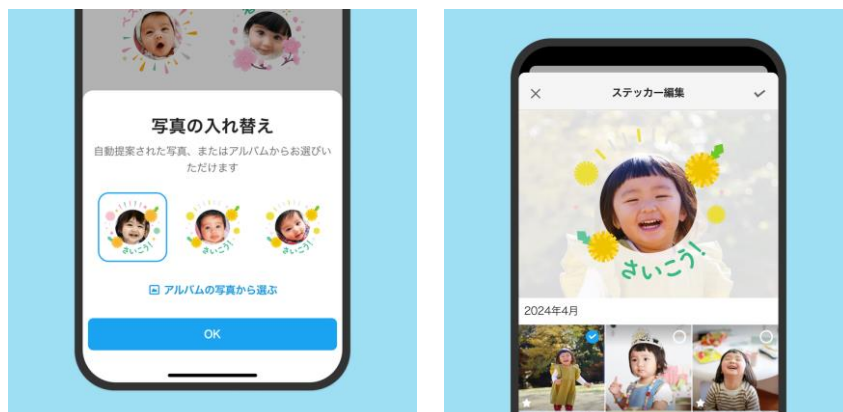 写真の入れ替え
自動提案された写真、またはアルバムからお選びい
ただけます
さいこう!
さいこう!
さいこう!
アルバムの写真から選ぶ
OK
ステッカー編集
さいこう!
2024年4月